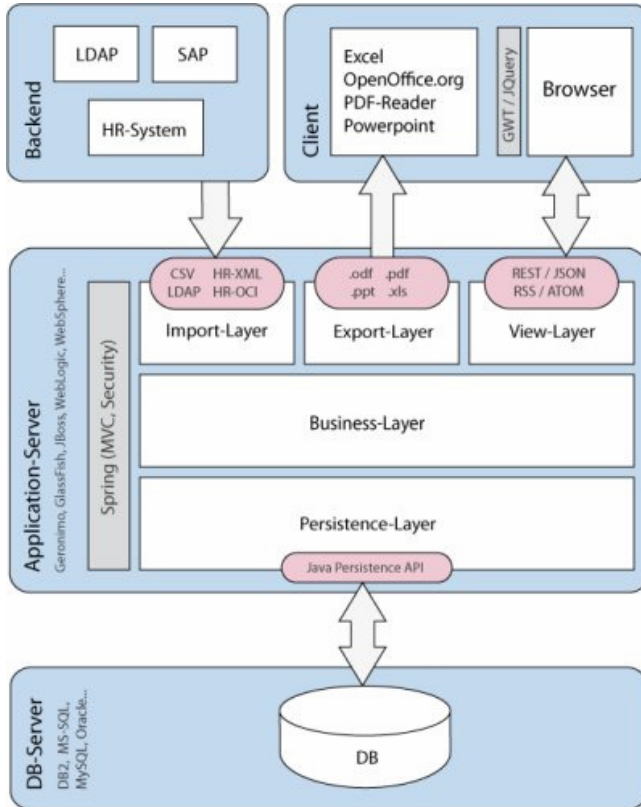 Backend
LDAP
SAP
HR-System
Client
Excel
OpenOffice.org
PDF-Reader
Powerpoint
GWT / JQuery
Browser
Application-Server
Geronimo, GlassFish, JBoss, WebLogic, WebSphere...
Spring (MVC, Security)
CSV HR-XML
LDAP HR-OCI
Import-Layer
.odf .pdf
.ppt .xls
Export-Layer
REST / JSON
RSS / ATOM
View-Layer
Business-Layer
Persistence-Layer
Java Persistence API
DB-Server
DB2, MS-SQL,
MySQL, Oracle...
DB